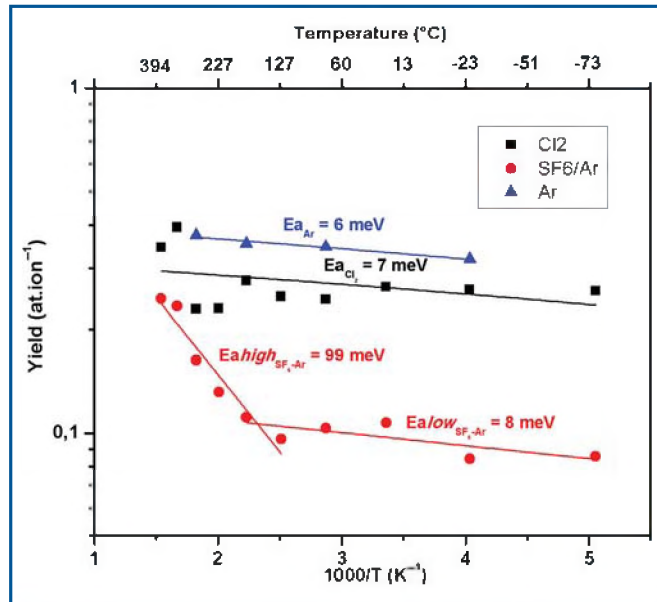 Temperature (°C)
394 227 127 60 13 -23 -51 -73
1
Cl2
SF6/Ar
Ar
Ea_Ar = 6 meV
Ea_Cl₂ = 7 meV
Eahigh_SF₆-Ar = 99 meV
Ealow_SF₆-Ar = 8 meV
0,1
Yield (at.ion⁻¹)
1 2 3 4 5
1000/T (K⁻¹)